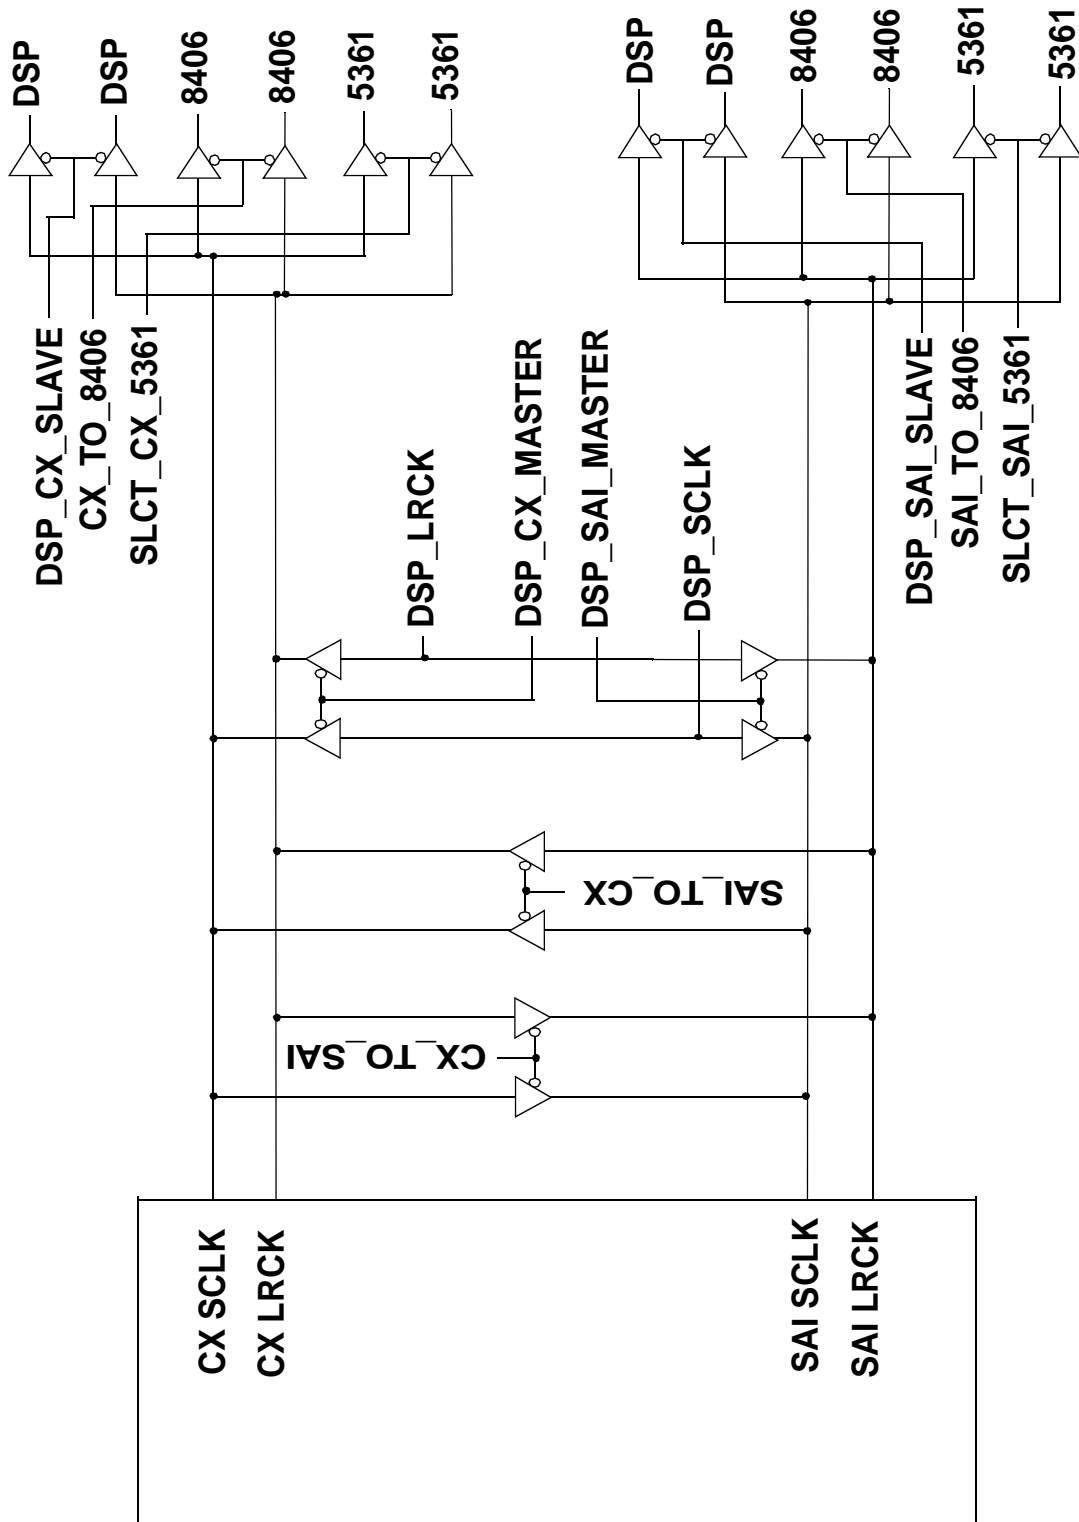 DSP
DSP
8406
8406
5361
5361
DSP
DSP
8406
8406
5361
5361
DSP_CX_SLAVE
CX_TO_8406
SLCT_CX_5361
DSP_LRCK
DSP_CX_MASTER
DSP_SAI_MASTER
DSP_SCLK
DSP_SAI_SLAVE
SAI_TO_8406
SLCT_SAI_5361
SAI_TO_CX
CX_TO_SAI
CX SCLK
CX LRCK
SAI SCLK
SAI LRCK